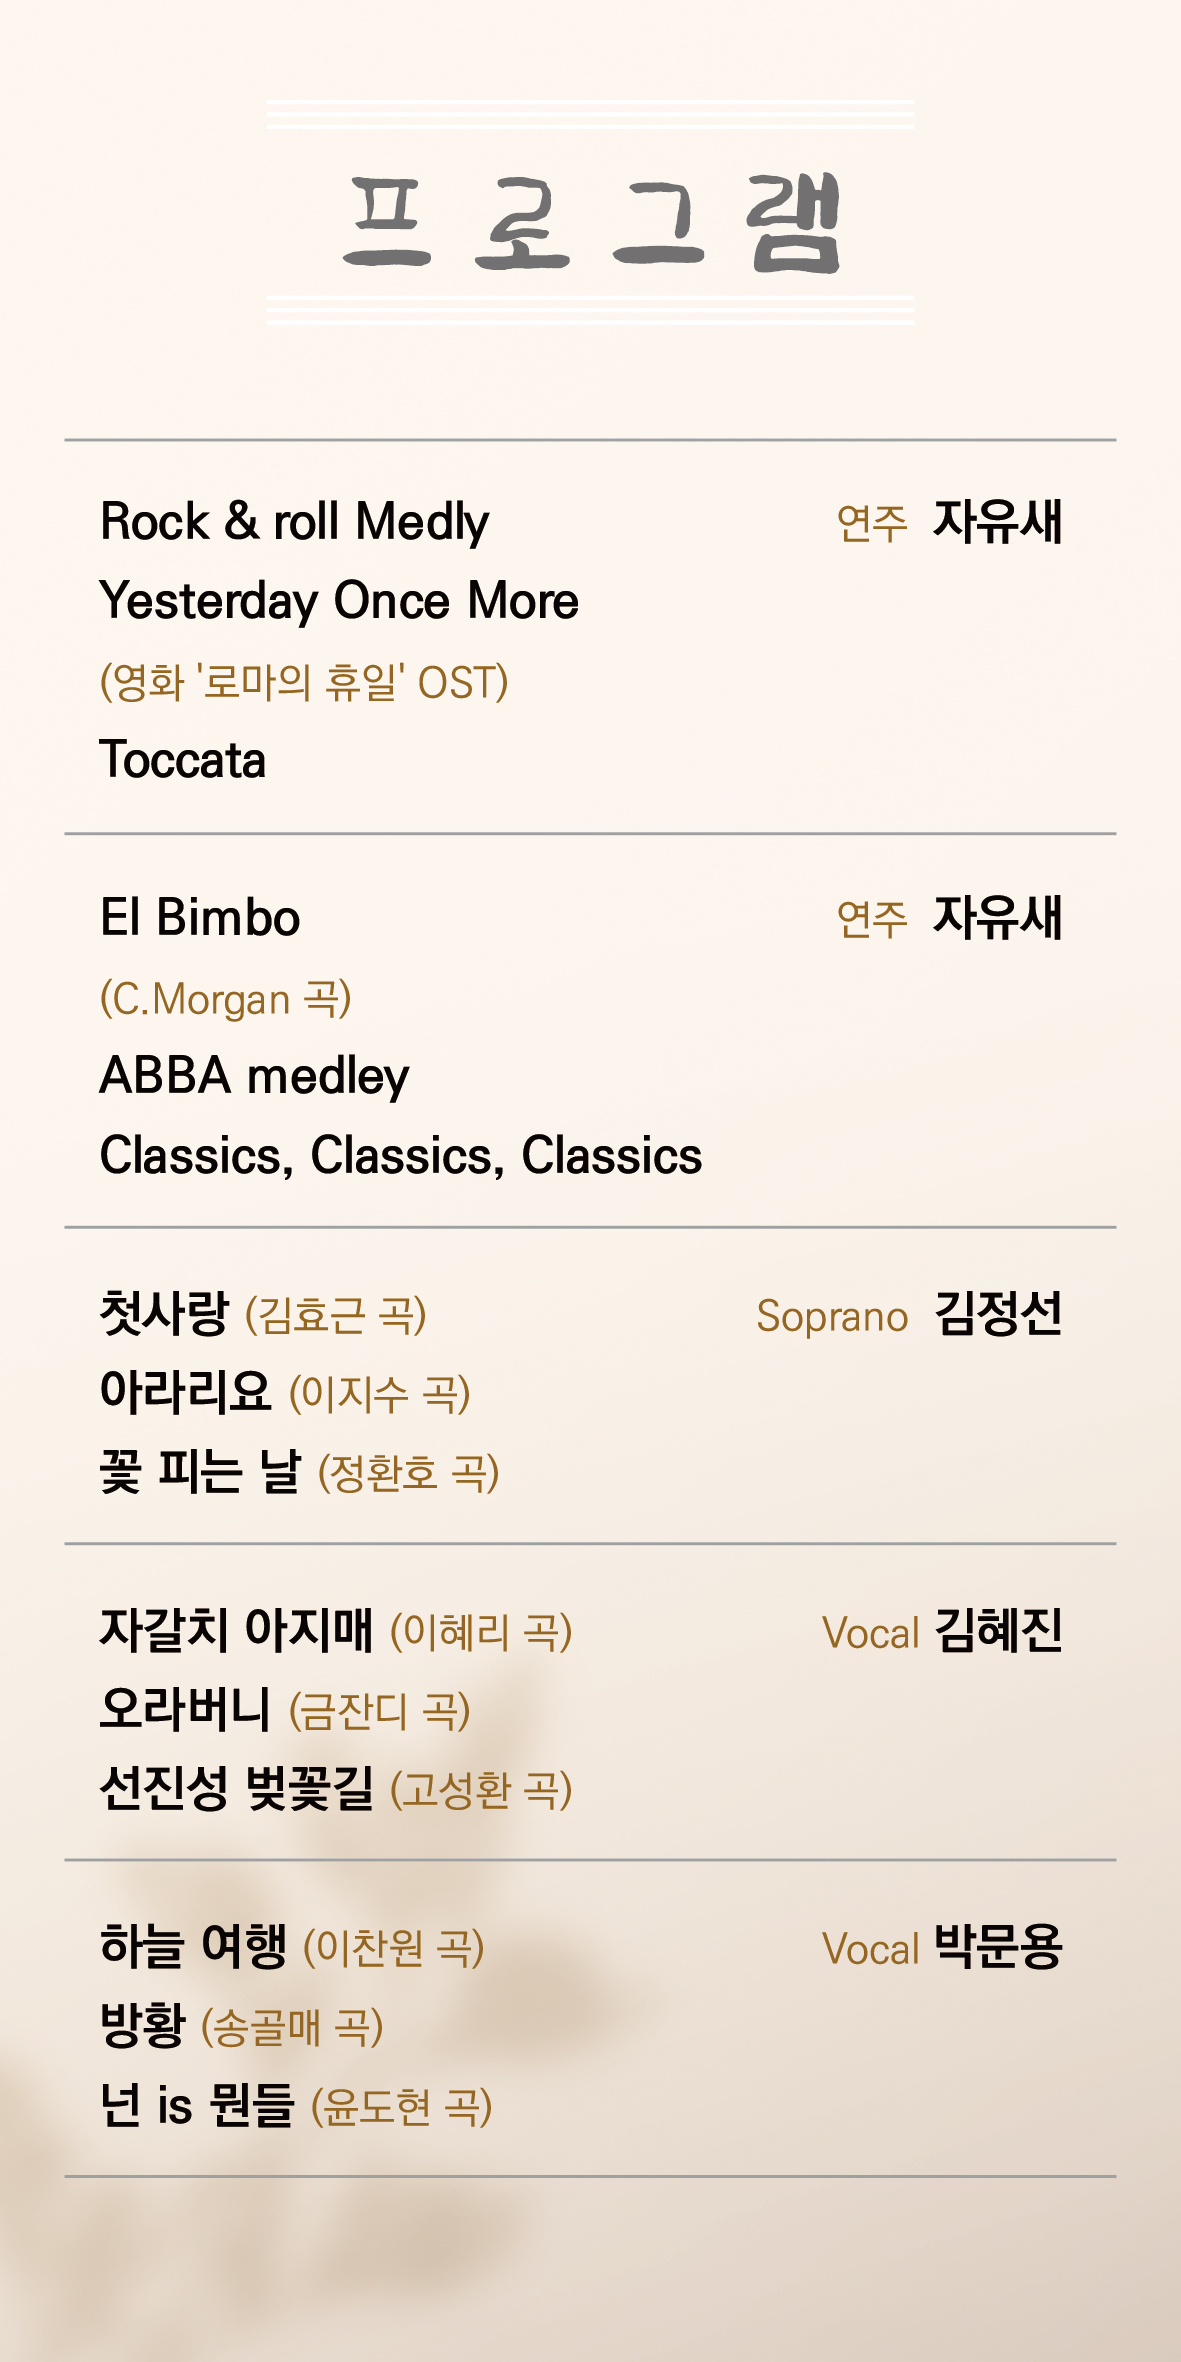 프로그램
Rock & roll Medly 연주 자유새
Yesterday Once More
(영화 '로마의 휴일' OST)
Toccata
El Bimbo 연주 자유새
(C.Morgan 곡)
ABBA medley
Classics, Classics, Classics
첫사랑 (김효근 곡) Soprano 김정선
아라리요 (이지수 곡)
꽃 피는 날 (정환호 곡)
자갈치 아지매 (이혜리 곡) Vocal 김혜진
오라버니 (금잔디 곡)
선진성 벚꽃길 (고성환 곡)
하늘 여행 (이찬원 곡) Vocal 박문용
방황 (송골매 곡)
넌 is 뭔들 (윤도현 곡)